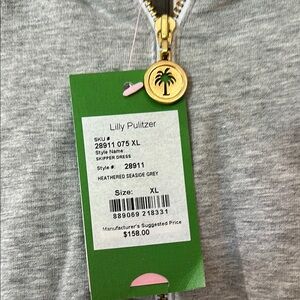 Lilly Pulitzer
SKU #
28911 075 XL
Style Name:
SKIPPER DRESS
Style #: 28911
HEATHERED SEASIDE GREY
Size: XL
889069 218331
Manufacturer's Suggested Price
$158.00